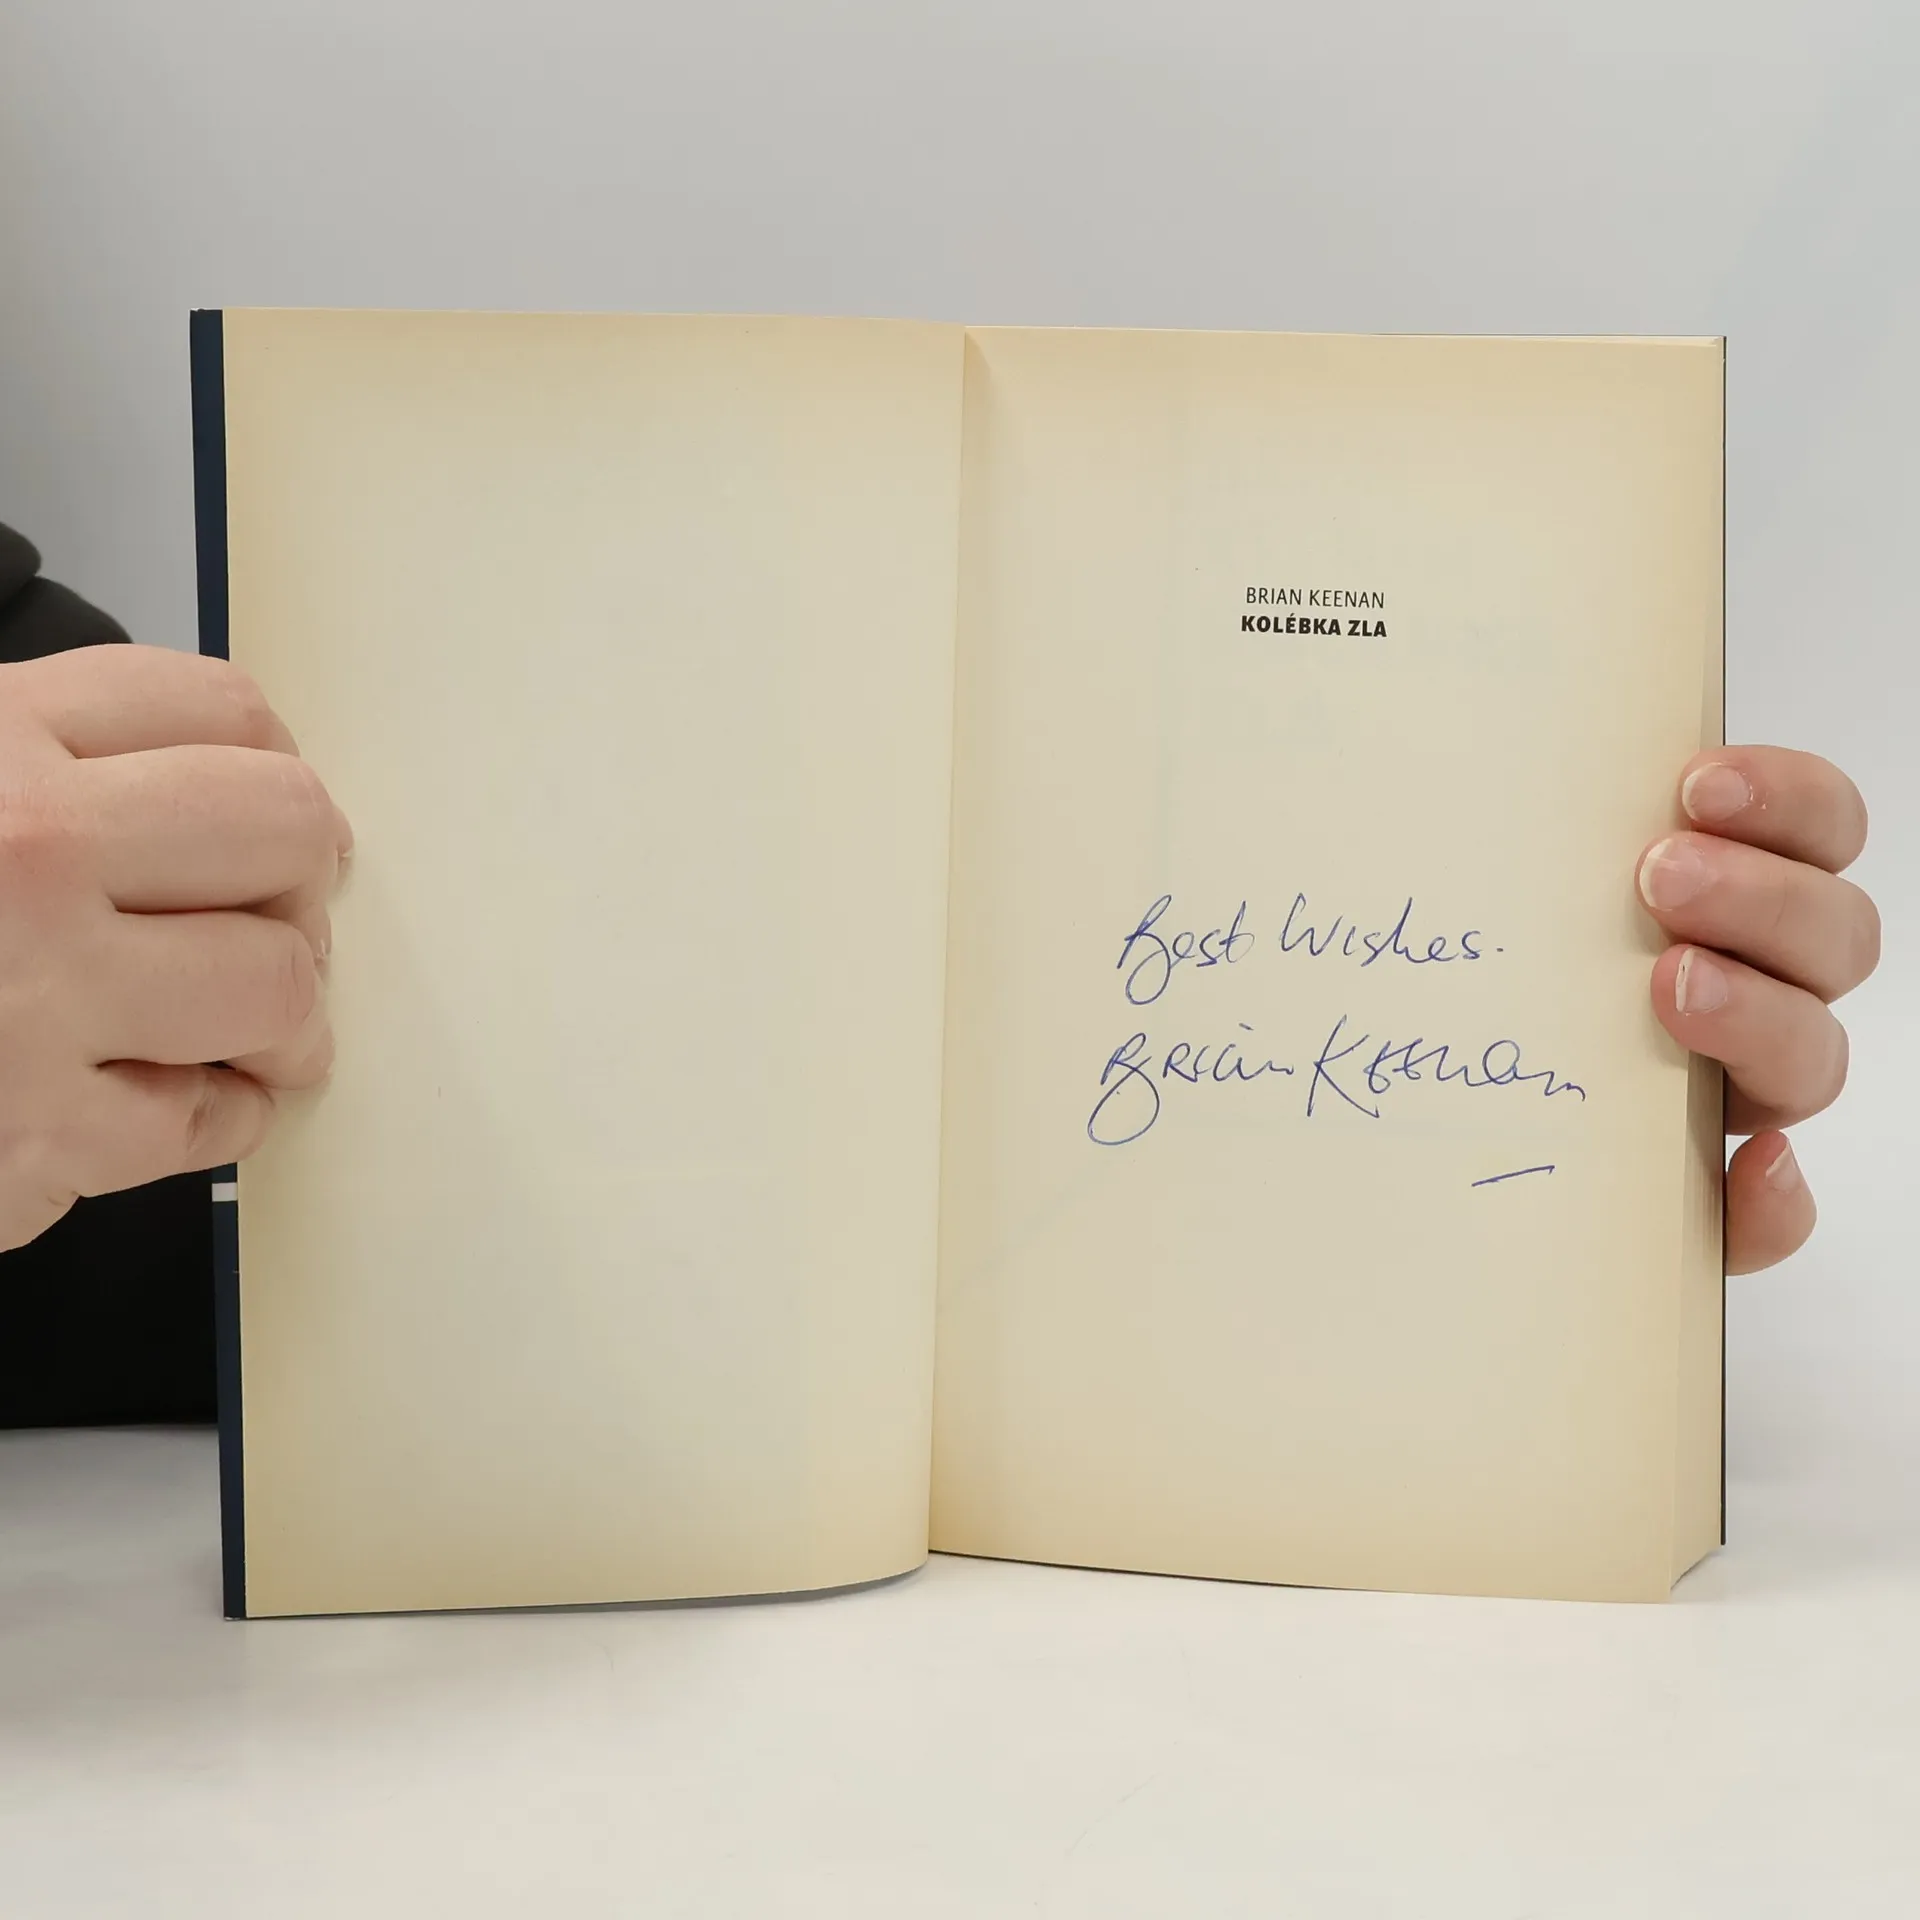 BRIAN KEENAN
KOLÉBKA ZLA
Best Wishes.
Brian Keenan